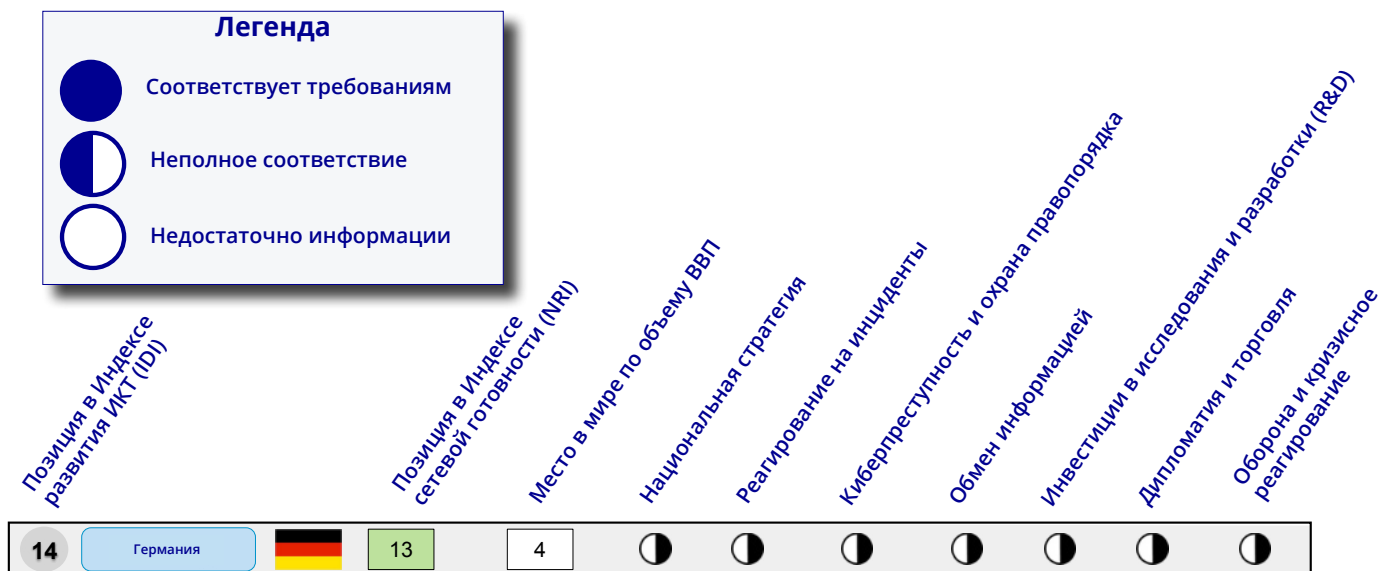 Легенда
Соответствует требованиям
Неполное соответствие
Недостаточно информации
Позиция в Индексе
развития ИКТ (IDI)
Позиция в Индексе
сетевой готовности (NRI)
Место в мире по объему ВВП
Национальная стратегия
Реагирование на инциденты
Киберпреступность и охрана правопорядка
Обмен информацией
Инвестиции в исследования и разработки (R&D)
Дипломатия и торговля
Оборона и кризисное
реагирование
14 Германия 13 4